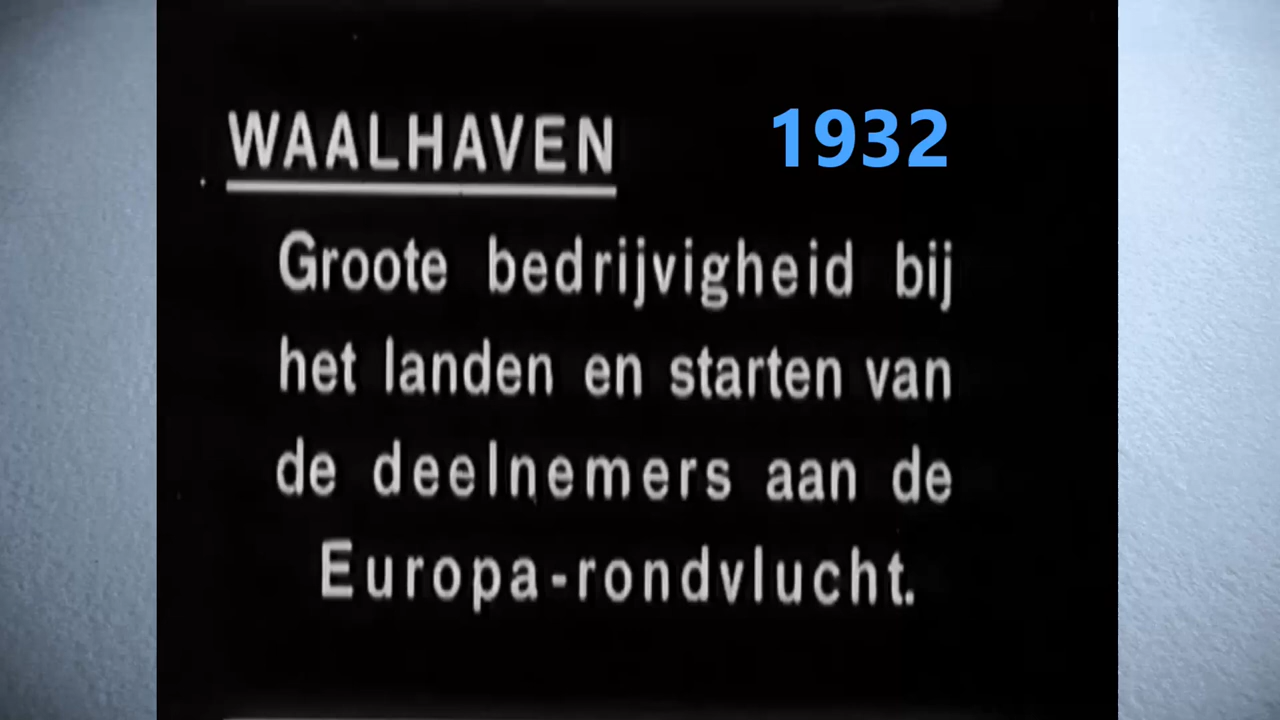 WAALHAVEN 1932
Groote bedrijvigheid bij
het landen en starten van
de deelnemers aan de
Europa-rondvlucht.